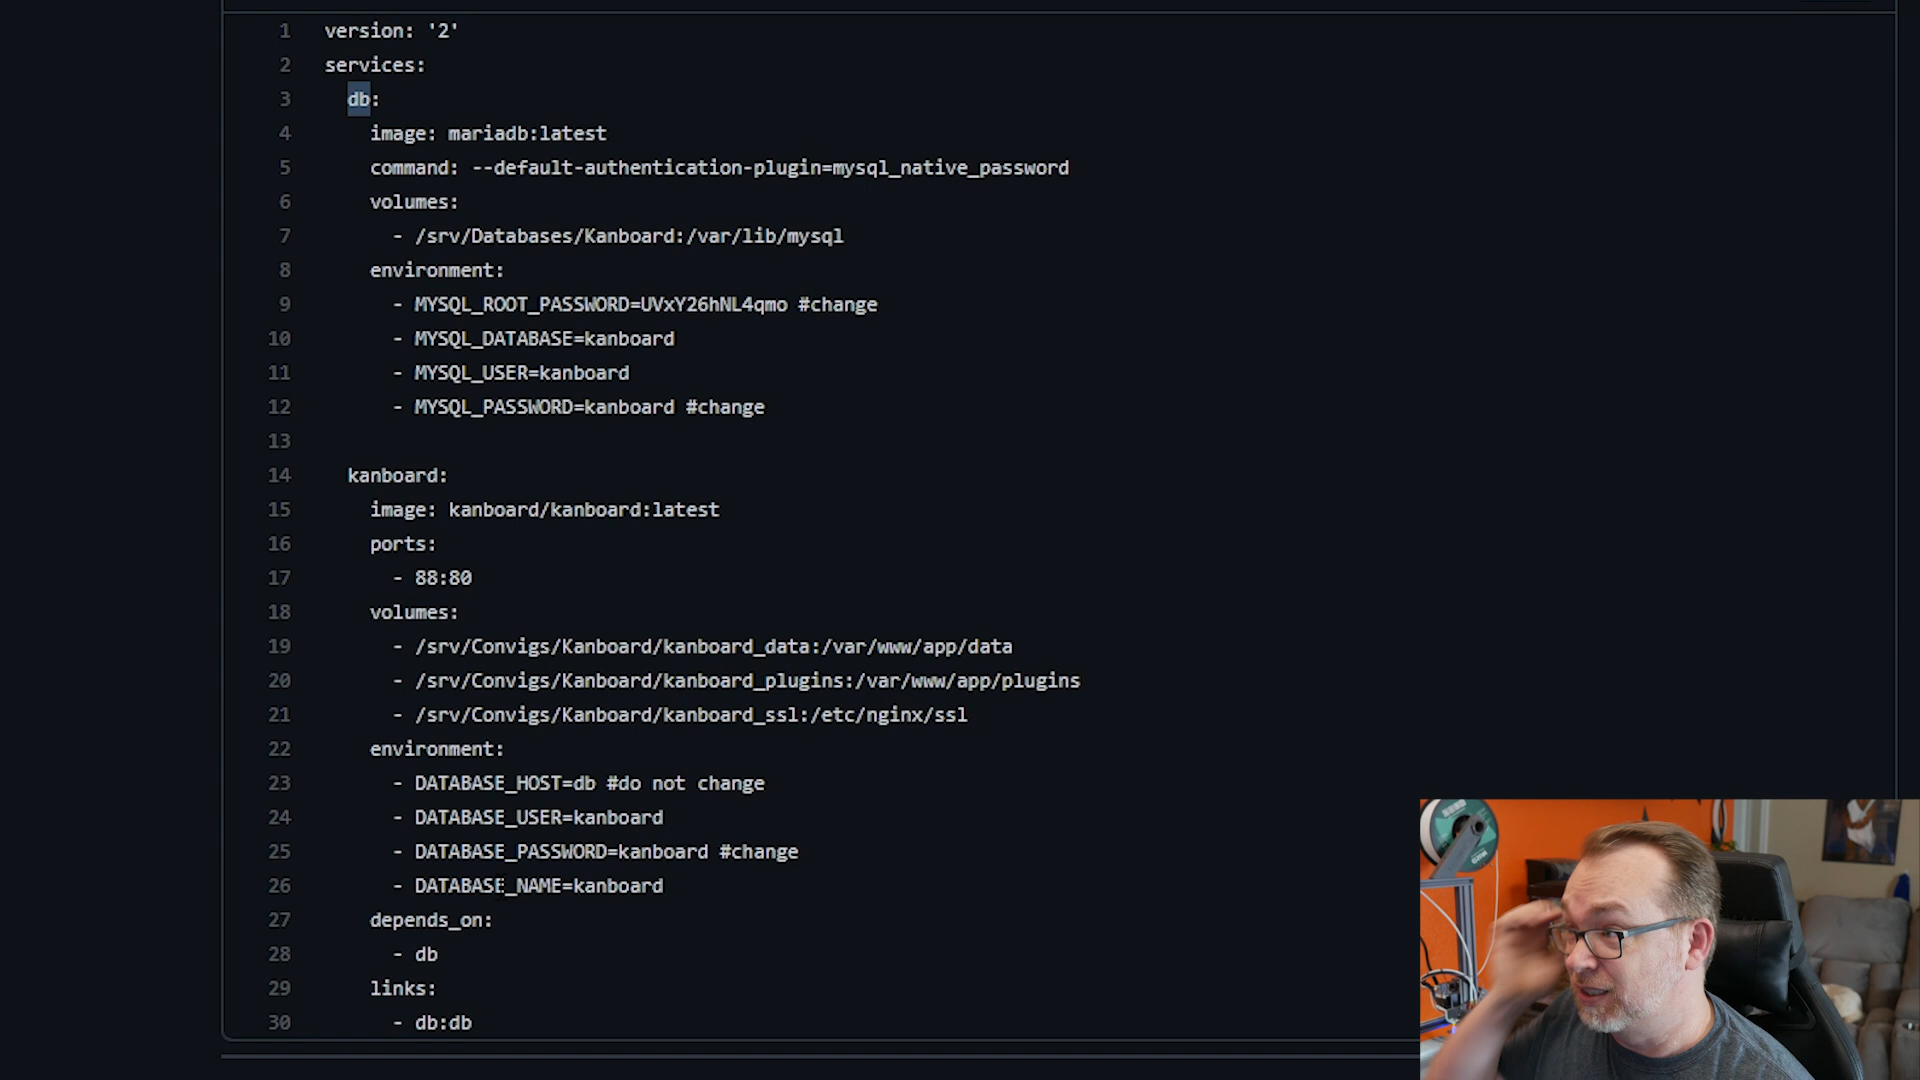 1 version: '2'
2 services:
3 db:
4 image: mariadb:latest
5 command: --default-authentication-plugin=mysql_native_password
6 volumes:
7 - /srv/Databases/Kanboard:/var/lib/mysql
8 environment:
9 - MYSQL_ROOT_PASSWORD=UVxY26hNL4qmo #change
10 - MYSQL_DATABASE=kanboard
11 - MYSQL_USER=kanboard
12 - MYSQL_PASSWORD=kanboard #change
13
14 kanboard:
15 image: kanboard/kanboard:latest
16 ports:
17 - 88:80
18 volumes:
19 - /srv/Convigs/Kanboard/kanboard_data:/var/www/app/data
20 - /srv/Convigs/Kanboard/kanboard_plugins:/var/www/app/plugins
21 - /srv/Convigs/Kanboard/kanboard_ssl:/etc/nginx/ssl
22 environment:
23 - DATABASE_HOST=db #do not change
24 - DATABASE_USER=kanboard
25 - DATABASE_PASSWORD=kanboard #change
26 - DATABASE_NAME=kanboard
27 depends_on:
28 - db
29 links:
30 - db:db